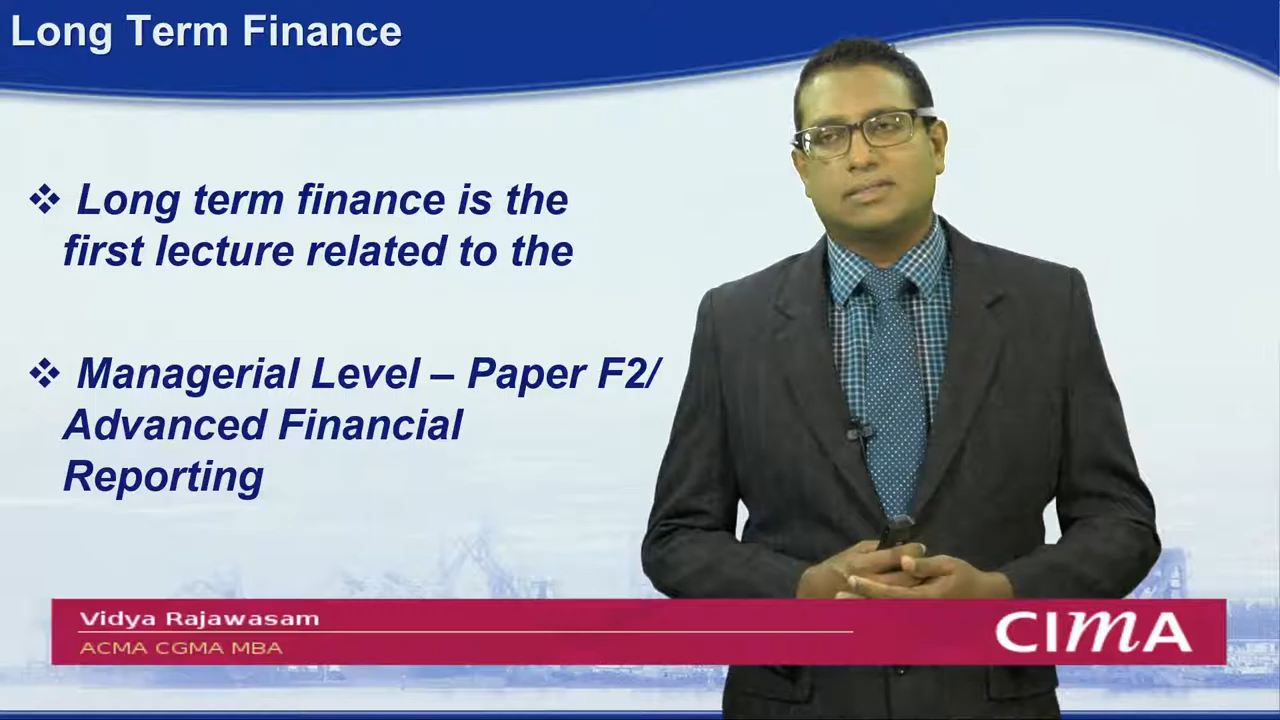 Long Term Finance
❖ Long term finance is the
first lecture related to the
❖ Managerial Level – Paper F2/
Advanced Financial
Reporting
Vidya Rajawasam
ACMA CGMA MBA
CIMA